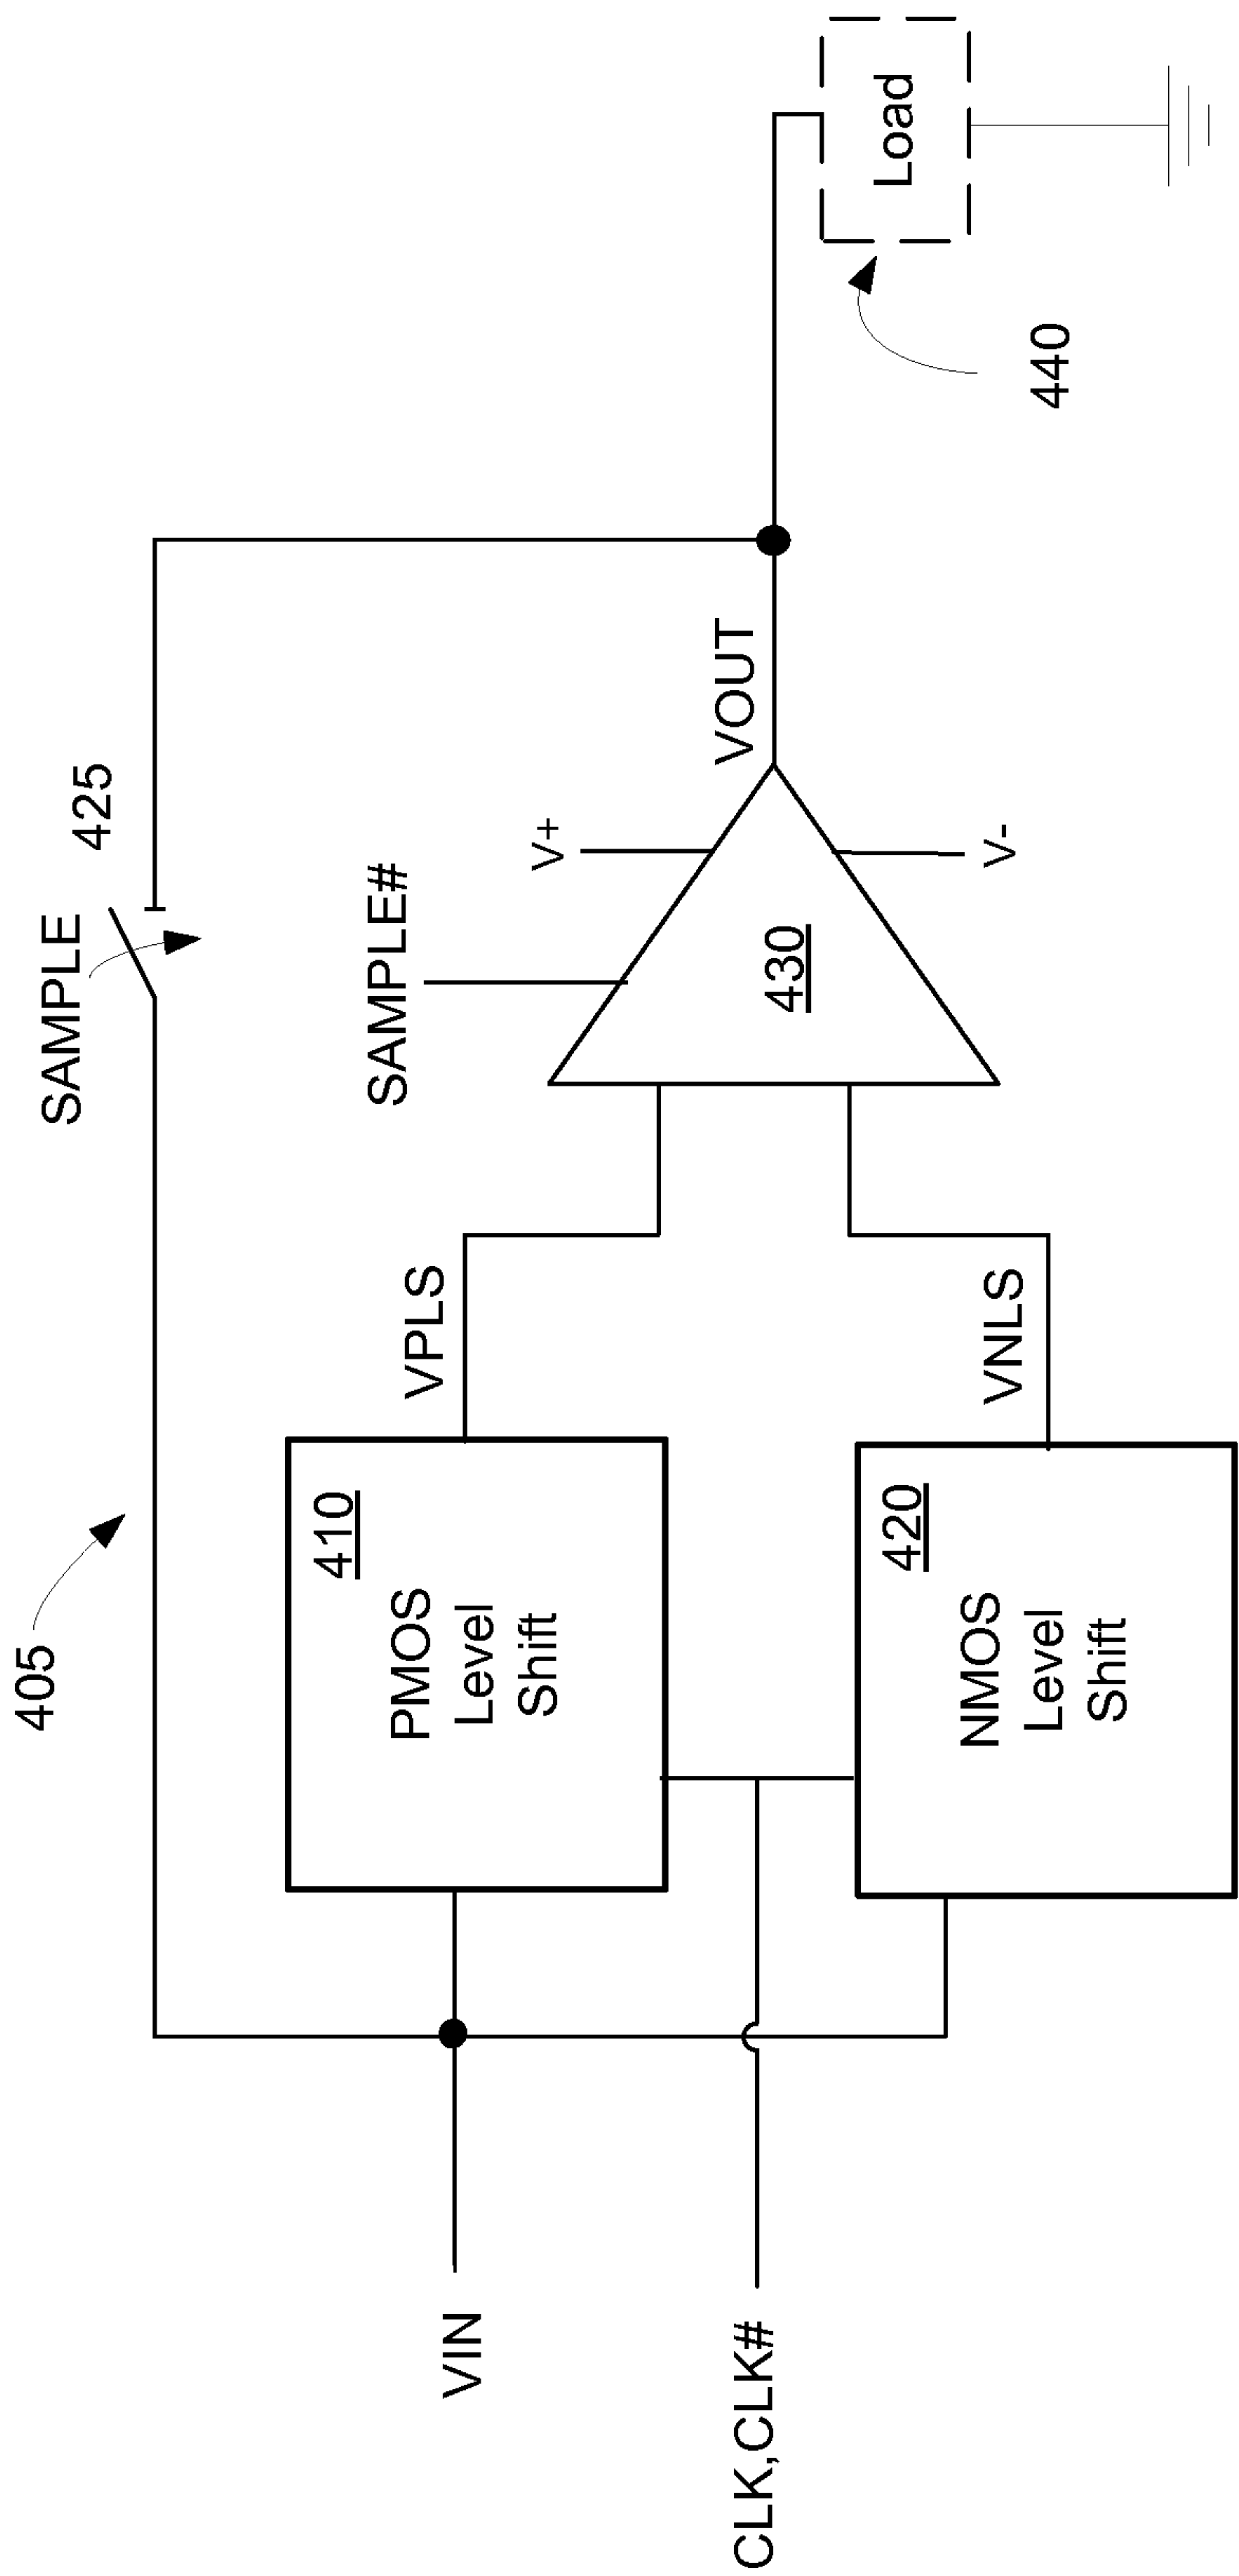 405
SAMPLE
425
SAMPLE#
V+
VPLS
410
PMOS
Level
Shift
VIN
430
VOUT
Load
440
V-
VNLS
420
NMOS
Level
Shift
CLK,CLK#